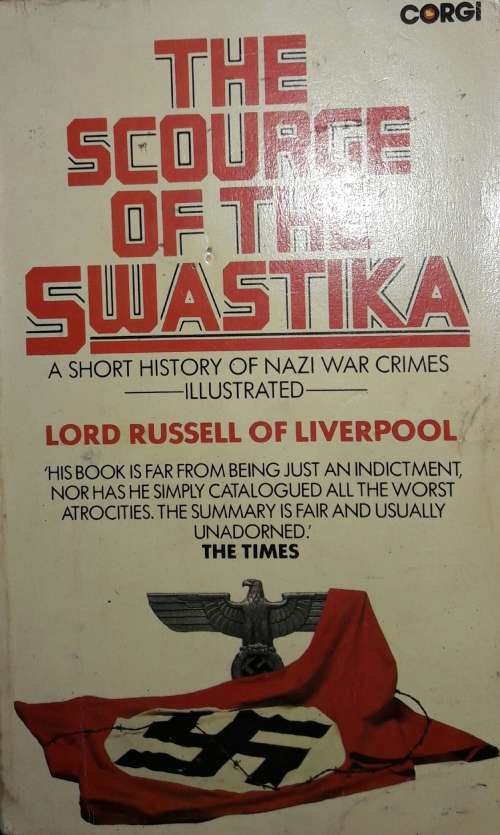 CORGI
THE
SCOURGE
OF THE
SWASTIKA
A SHORT HISTORY OF NAZI WAR CRIMES
ILLUSTRATED
LORD RUSSELL OF LIVERPOOL
'HIS BOOK IS FAR FROM BEING JUST AN INDICTMENT,
NOR HAS HE SIMPLY CATALOGUED ALL THE WORST
ATROCITIES. THE SUMMARY IS FAIR AND USUALLY
UNADORNED.'
THE TIMES